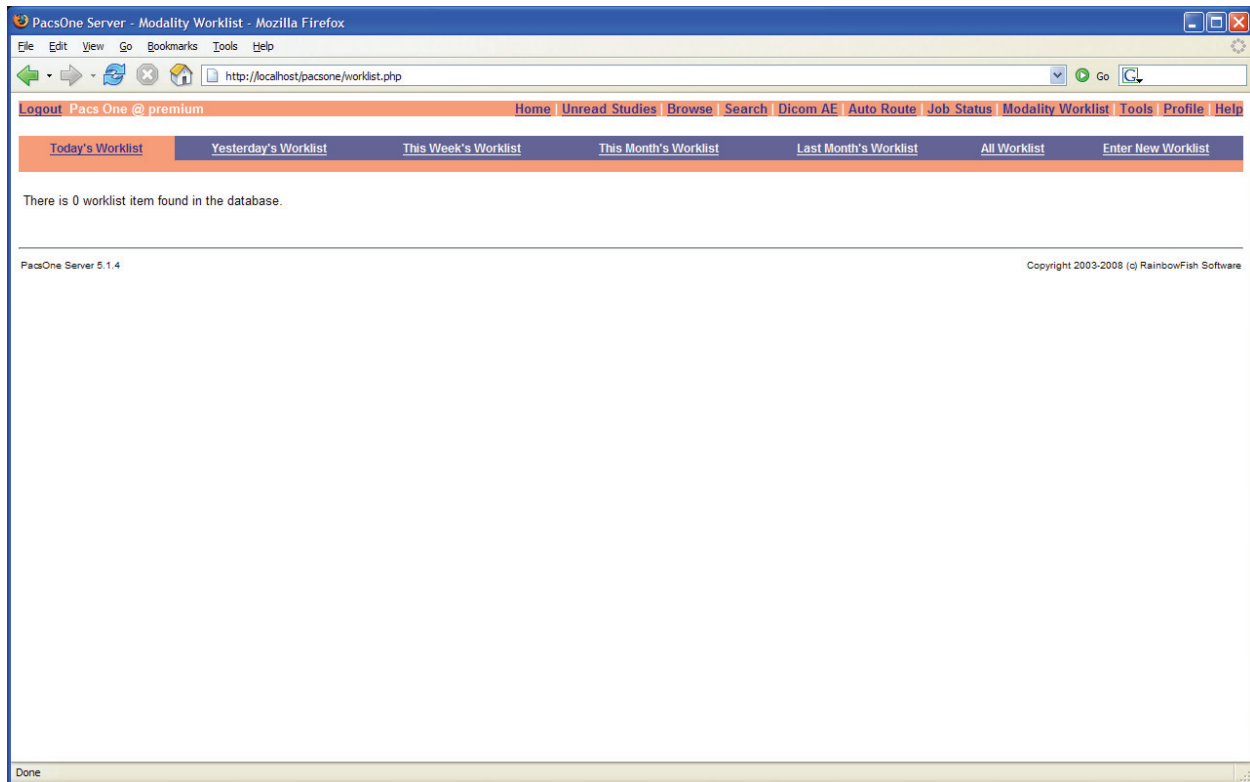 PacsOne Server - Modality Worklist - Mozilla Firefox
File Edit View Go Bookmarks Tools Help
http://localhost/pacsone/worklist.php Go G
Logout Pacs One @ premium Home | Unread Studies | Browse | Search | Dicom AE | Auto Route | Job Status | Modality Worklist | Tools | Profile | Help
Today's Worklist Yesterday's Worklist This Week's Worklist This Month's Worklist Last Month's Worklist All Worklist Enter New Worklist
There is 0 worklist item found in the database.
PacsOne Server 5.1.4 Copyright 2003-2008 (c) RainbowFish Software
Done